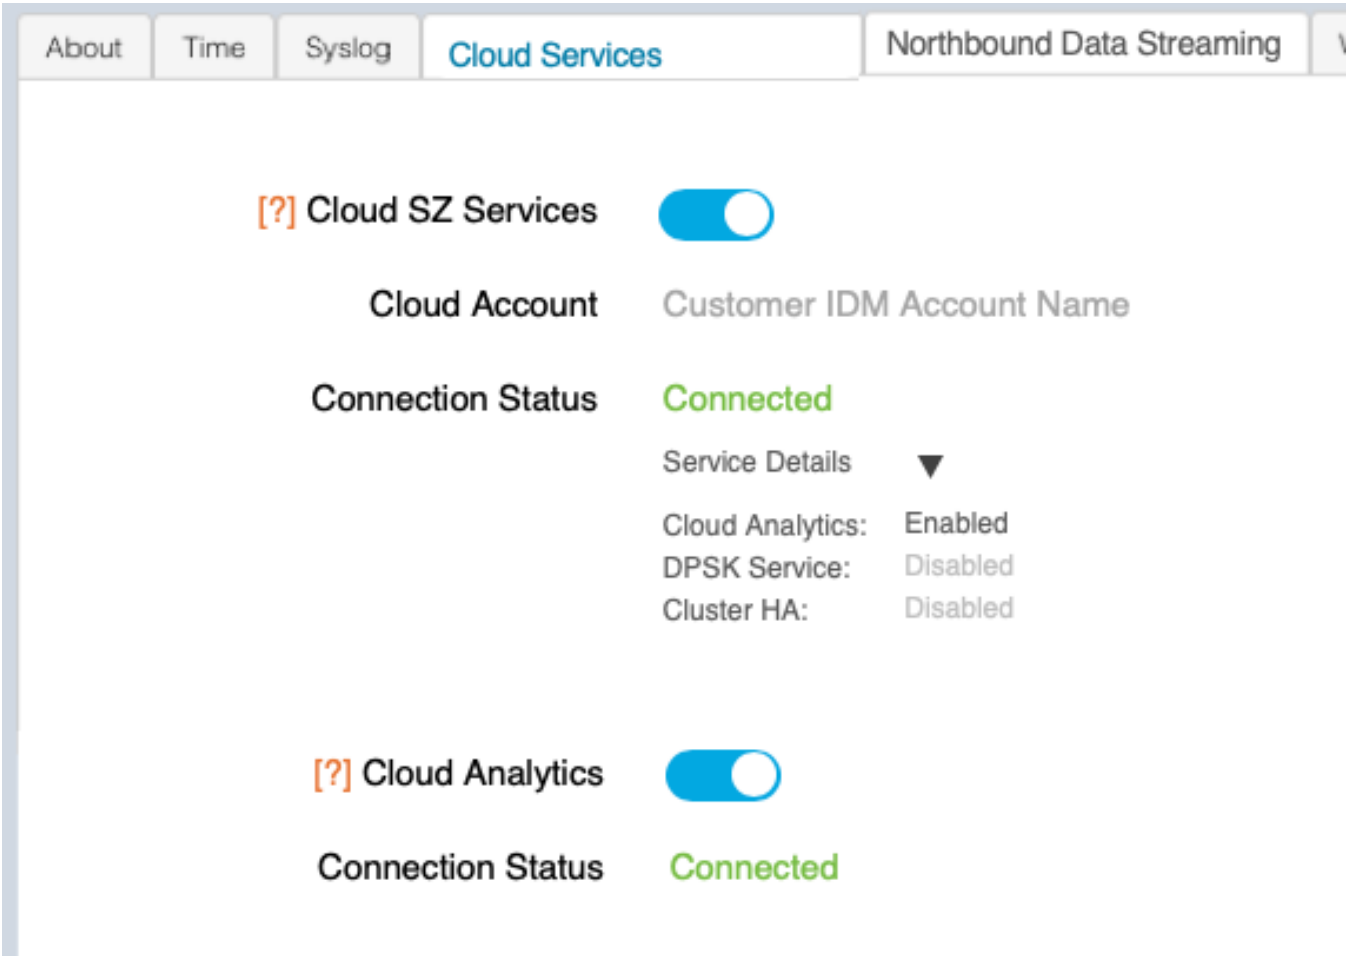 About Time Syslog Cloud Services Northbound Data Streaming
[?] Cloud SZ Services
Cloud Account Customer IDM Account Name
Connection Status Connected
Service Details ▼
Cloud Analytics: Enabled
DPSK Service: Disabled
Cluster HA: Disabled
[?] Cloud Analytics
Connection Status Connected